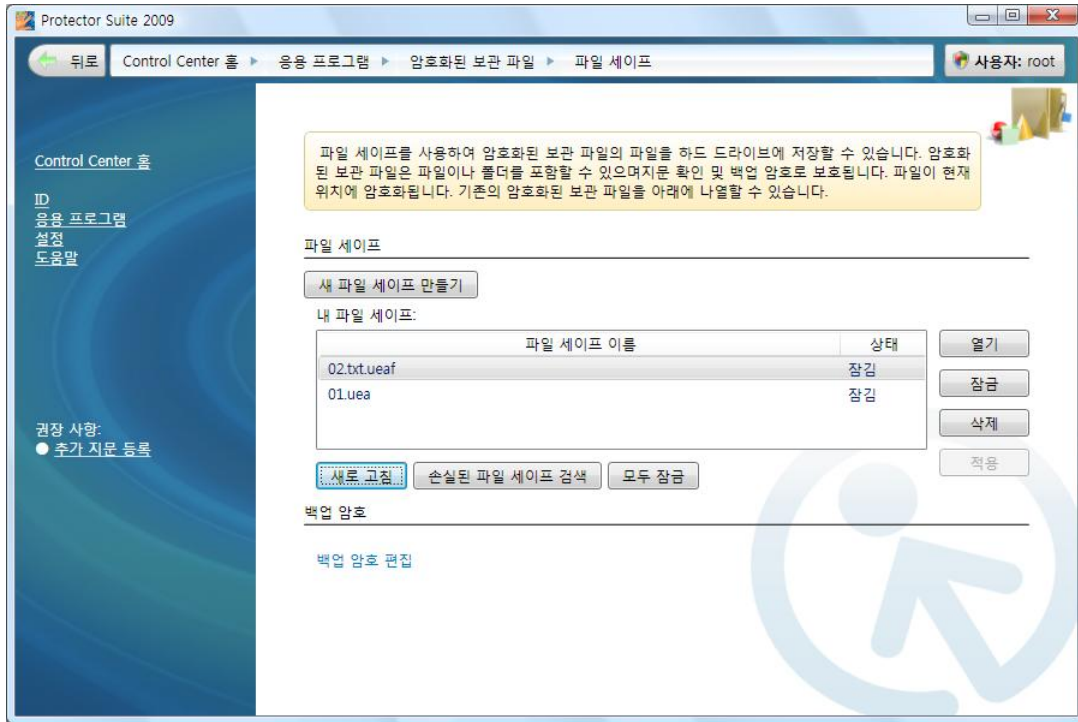 Protector Suite 2009
뒤로
Control Center 홈 ▶ 응용 프로그램 ▶ 암호화된 보관 파일 ▶ 파일 세이프
사용자: root
Control Center 홈
ID
응용 프로그램
설정
도움말
권장 사항:
추가 지문 등록
파일 세이프를 사용하여 암호화된 보관 파일의 파일을 하드 드라이브에 저장할 수 있습니다. 암호화
된 보관 파일은 파일이나 폴더를 포함할 수 있으며지문 확인 및 백업 암호로 보호됩니다. 파일이 현재
위치에 암호화됩니다. 기존의 암호화된 보관 파일을 아래에 나열할 수 있습니다.
파일 세이프
새 파일 세이프 만들기
내 파일 세이프:
파일 세이프 이름 상태
02.txt.ueaf 잠김
01.uea 잠김
열기
잠금
삭제
적용
새로 고침 손실된 파일 세이프 검색 모두 잠금
백업 암호
백업 암호 편집